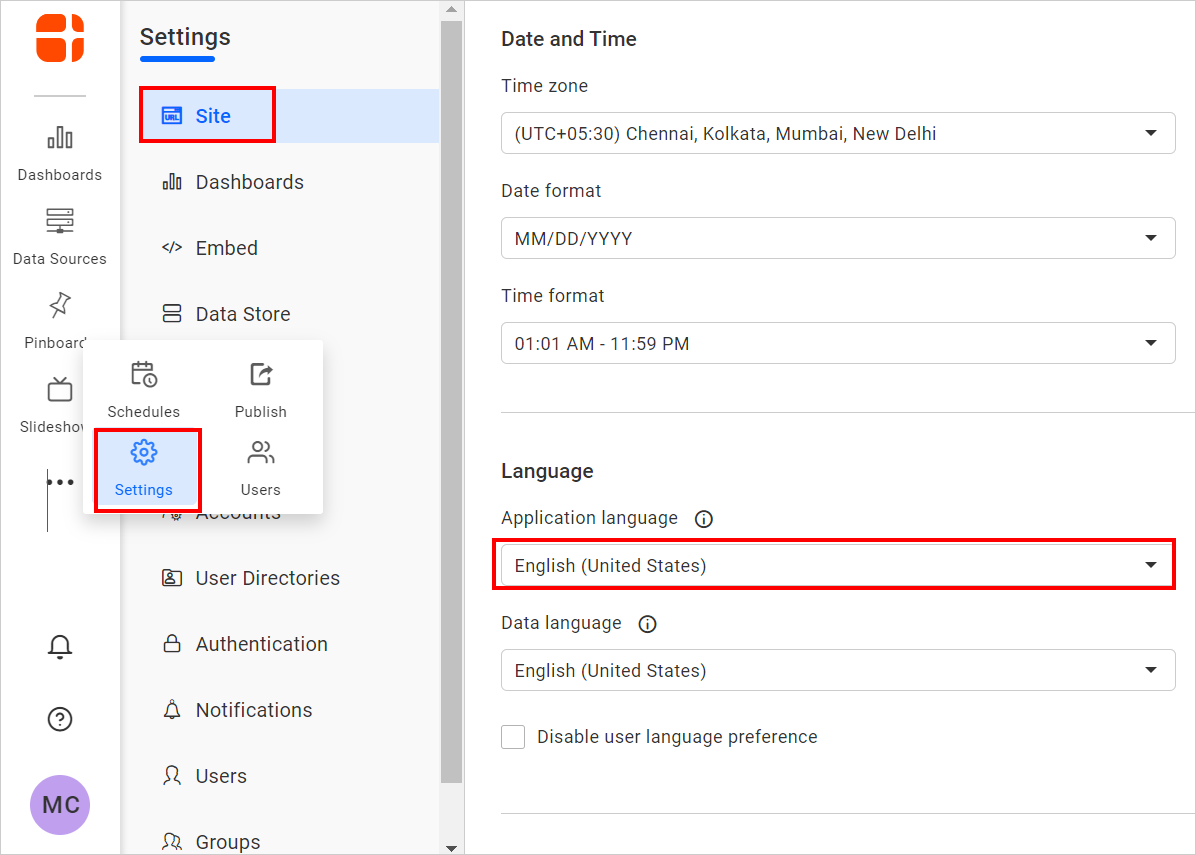 Dashboards
Data Sources
Pinboard
Slideshow
Schedules
Publish
Settings
Users
MC
Settings
URL
Site
Dashboards
Embed
Data Store
Accounts
User Directories
Authentication
Notifications
Users
Groups
Date and Time
Time zone
(UTC+05:30) Chennai, Kolkata, Mumbai, New Delhi
Date format
MM/DD/YYYY
Time format
01:01 AM - 11:59 PM
Language
Application language
English (United States)
Data language
English (United States)
Disable user language preference